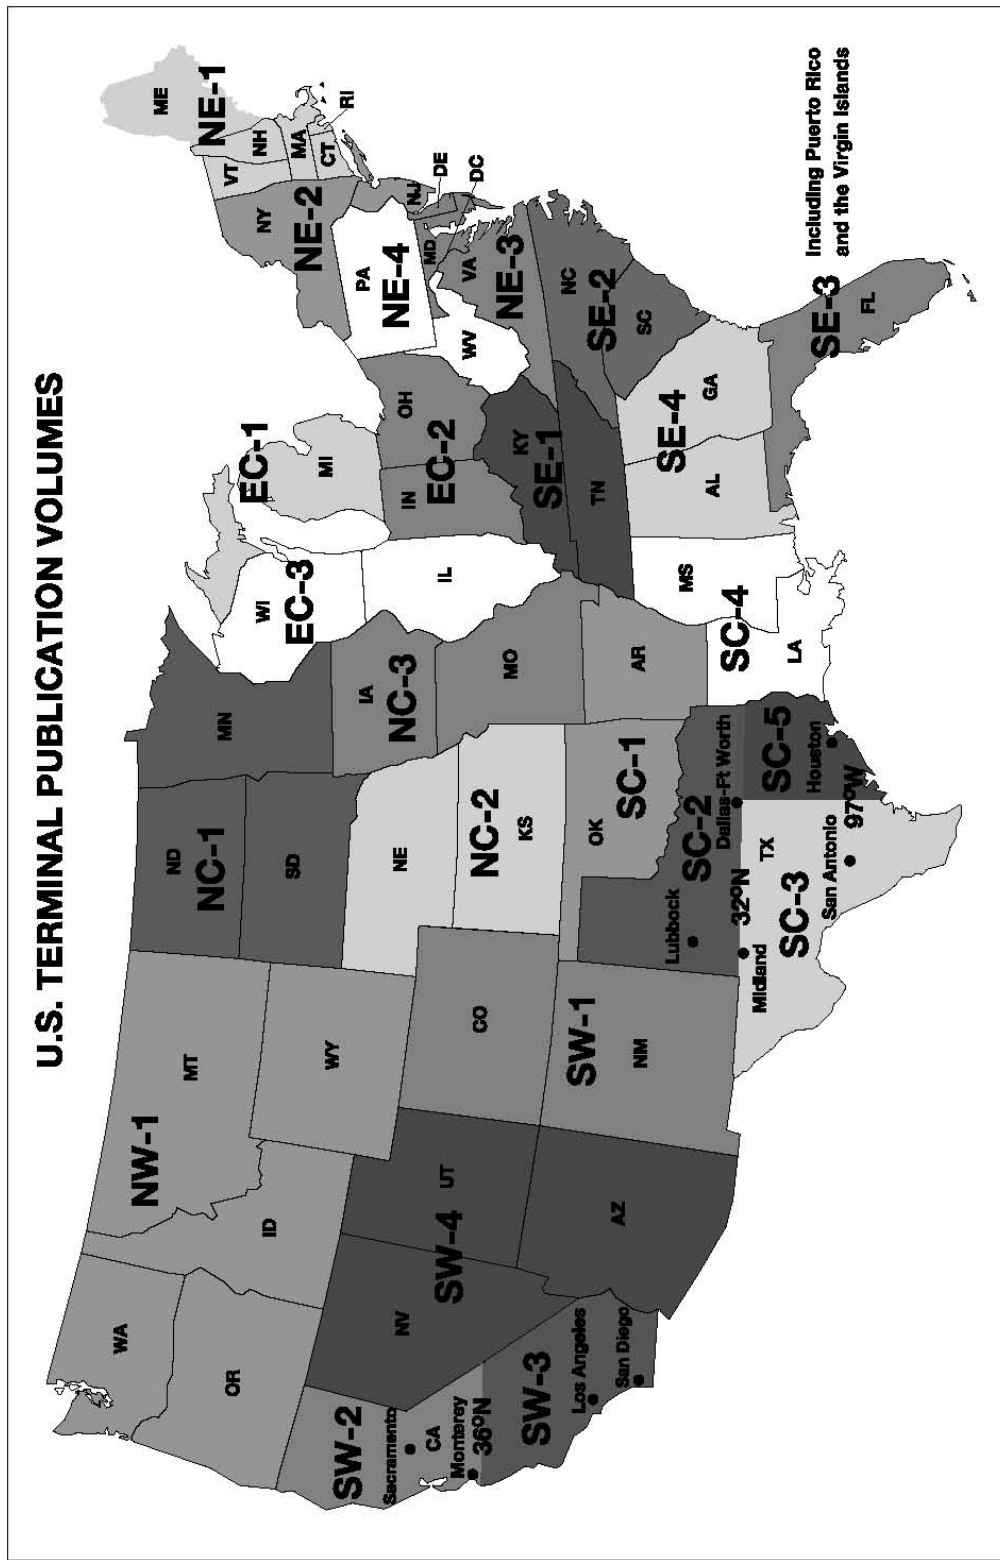 U.S. TERMINAL PUBLICATION VOLUMES
WA
OR
NW-1
MT
ID
WY
ND
NC-1
SD
MN
NE
NC-2
KS
IA
NC-3
MO
WI
EC-3
IL
EC-1
MI
IN
OH
EC-2
ME
NE-1
VT
NH
MA
CT
RI
NY
NE-2
PA
NE-4
NJ
DE
DC
MD
VA
NE-3
WV
KY
SE-1
TN
NC
SE-2
SC
SE-4
GA
AL
SE-3
FL
Including Puerto Rico
and the Virgin Islands
MS
SC-4
LA
AR
OK
SC-1
SC-2
Lubbock
Dallas-Ft Worth
32°N
Midland
TX
SC-3
San Antonio
SC-5
Houston
97°W
CO
SW-1
NM
UT
SW-4
NV
AZ
SW-2
Sacramento
CA
Monterey
36°N
SW-3
Los Angeles
San Diego